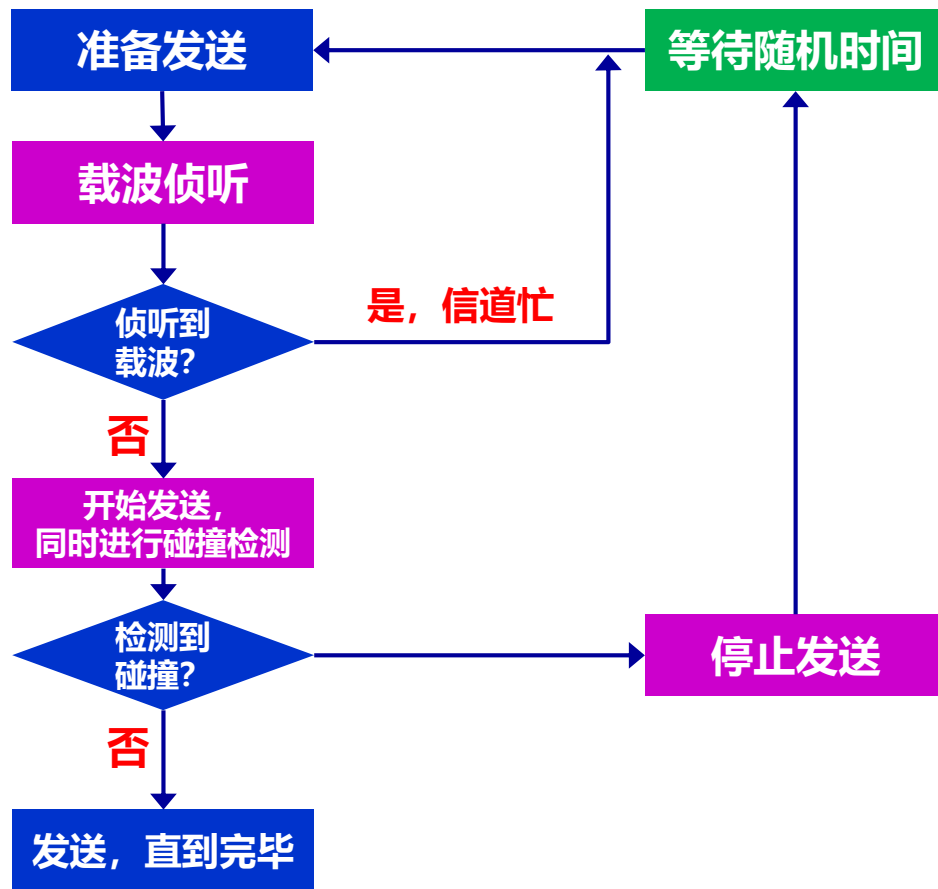 准备发送
等待随机时间
载波侦听
侦听到
载波?
是，信道忙
否
开始发送，
同时进行碰撞检测
检测到
碰撞?
停止发送
否
发送，直到完毕